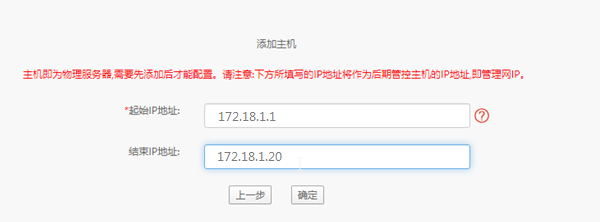 添加主机
主机即为物理服务器,需要先添加后才能配置。请注意:下方所填写的IP地址将作为后期管控主机的IP地址,即管理网IP。
*起始IP地址: 172.18.1.1
结束IP地址: 172.18.1.20
上一步 确定